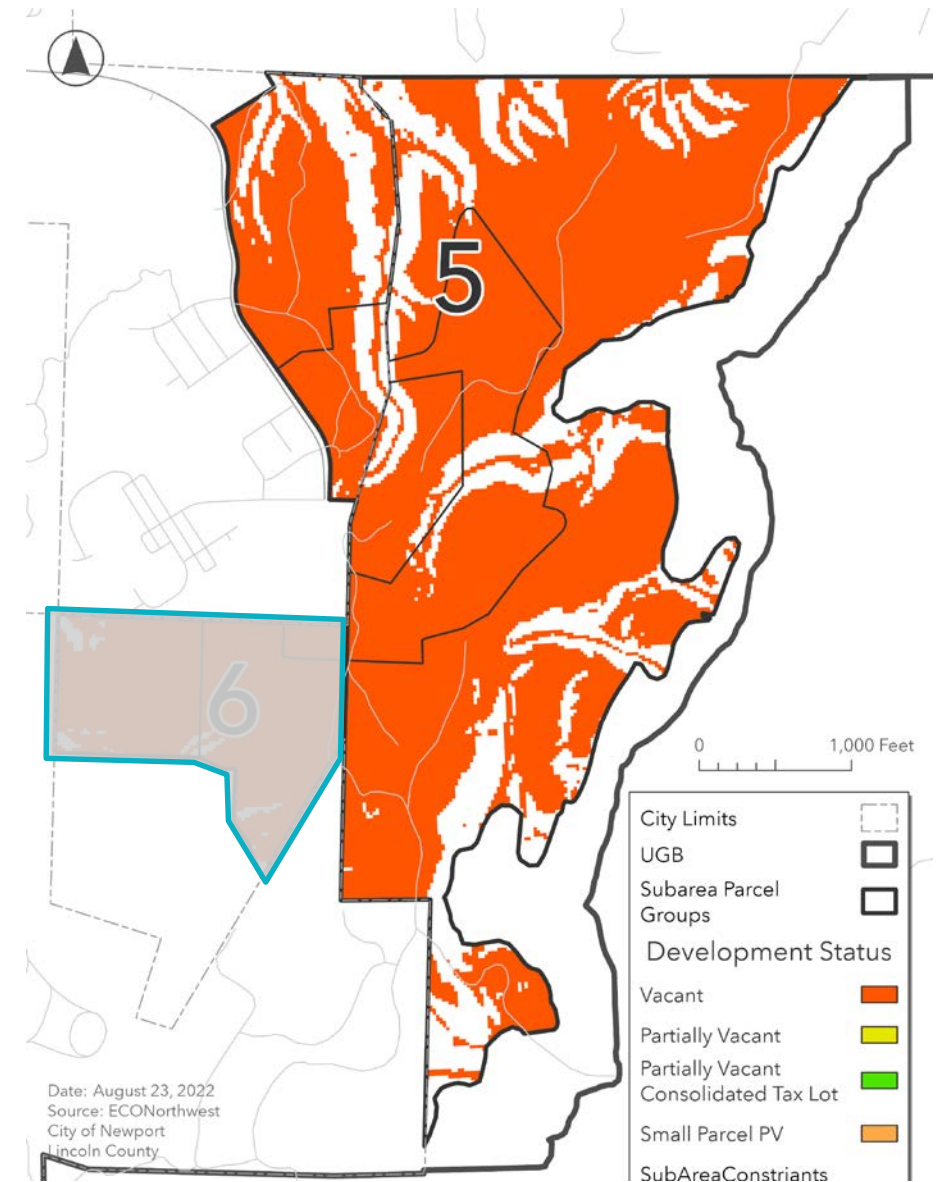 5
6
0 1,000 Feet
City Limits
UGB
Subarea Parcel
Groups
Development Status
Vacant
Partially Vacant
Partially Vacant
Consolidated Tax Lot
Small Parcel PV
SubAreaConstriants
Date: August 23, 2022
Source: ECONorthwest
City of Newport
Lincoln County